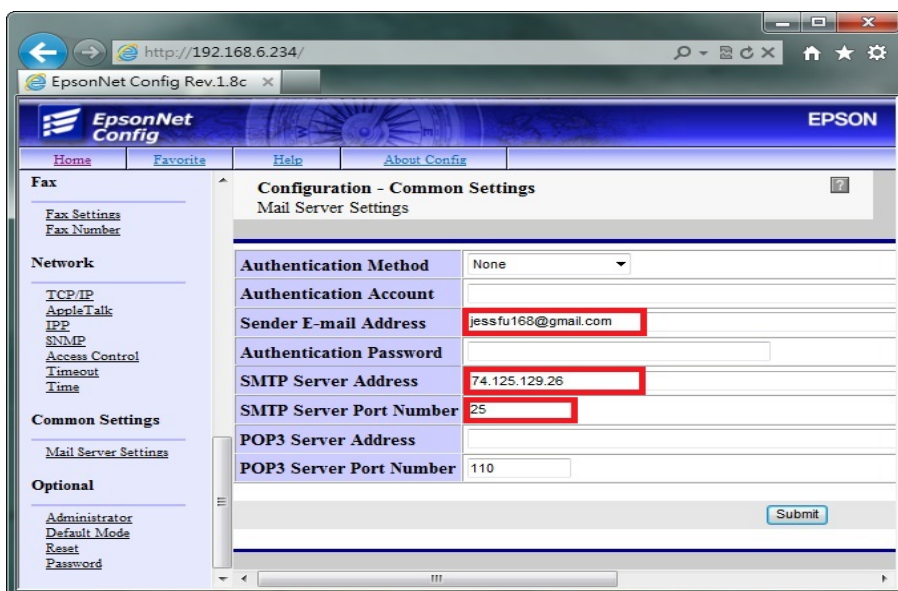 http://192.168.6.234/
EpsonNet Config Rev.1.8c
EpsonNet
Config
EPSON
Home Favorite Help About Config
Fax
Fax Settings
Fax Number
Network
TCP/IP
AppleTalk
IPP
SNMP
Access Control
Timeout
Time
Common Settings
Mail Server Settings
Optional
Administrator
Default Mode
Reset
Password
Configuration - Common Settings
?
Mail Server Settings
Authentication Method None
Authentication Account
Sender E-mail Address jessfu168@gmail.com
Authentication Password
SMTP Server Address 74.125.129.26
SMTP Server Port Number 25
POP3 Server Address
POP3 Server Port Number 110
Submit